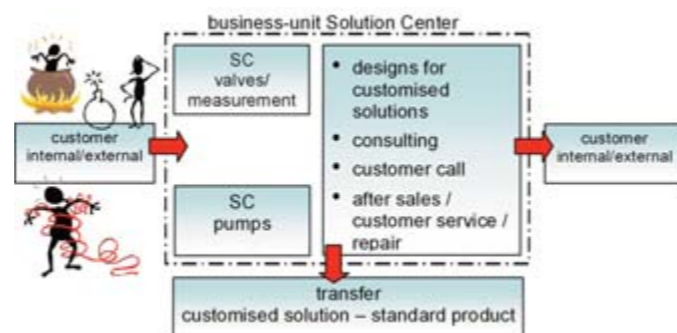 business-unit Solution Center
SC
valves/
measurement
customer
internal/external
SC
pumps
• designs for
customised
solutions
• consulting
• customer call
• after sales /
customer service /
repair
customer
internal/external
transfer
customised solution – standard product